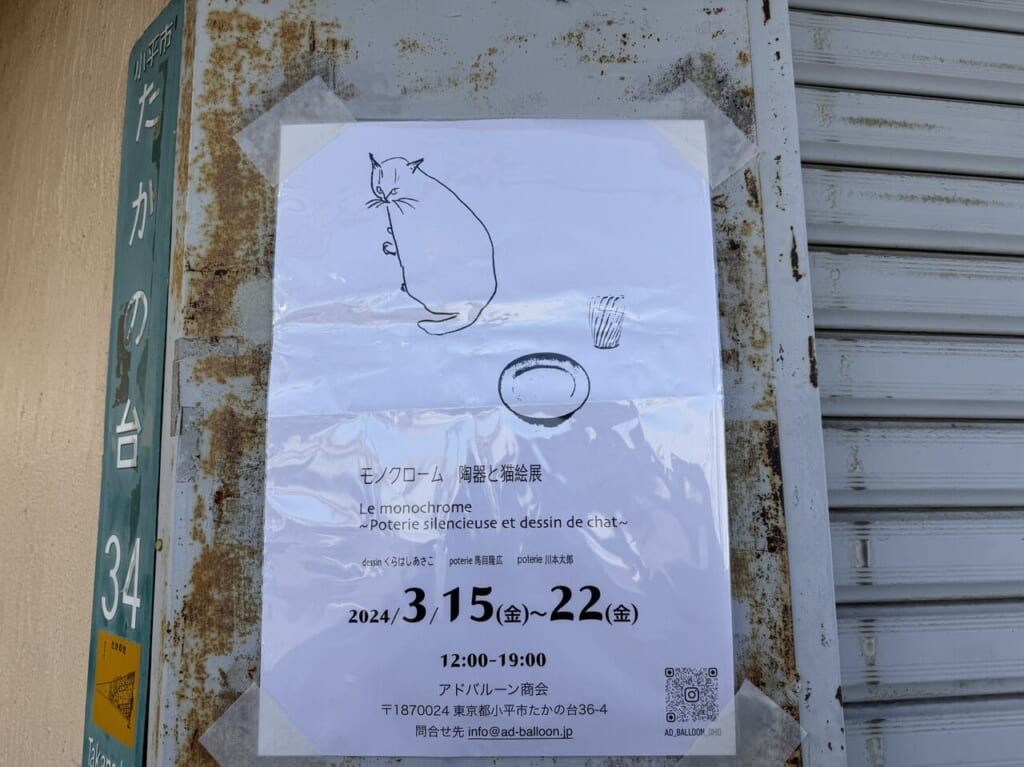 小平市
たかの台
34
たかの台
モノクローム 陶器と猫絵展
Le monochrome
~Poterie silencieuse et dessin de chat~
dessin くらはしあさこ poterie 馬目隆広 poterie 川本太郎
2024/3/15(金)~22(金)
12:00-19:00
アドバルーン商会
〒1870024 東京都小平市たかの台36-4
問合せ先 info@ad-balloon.jp